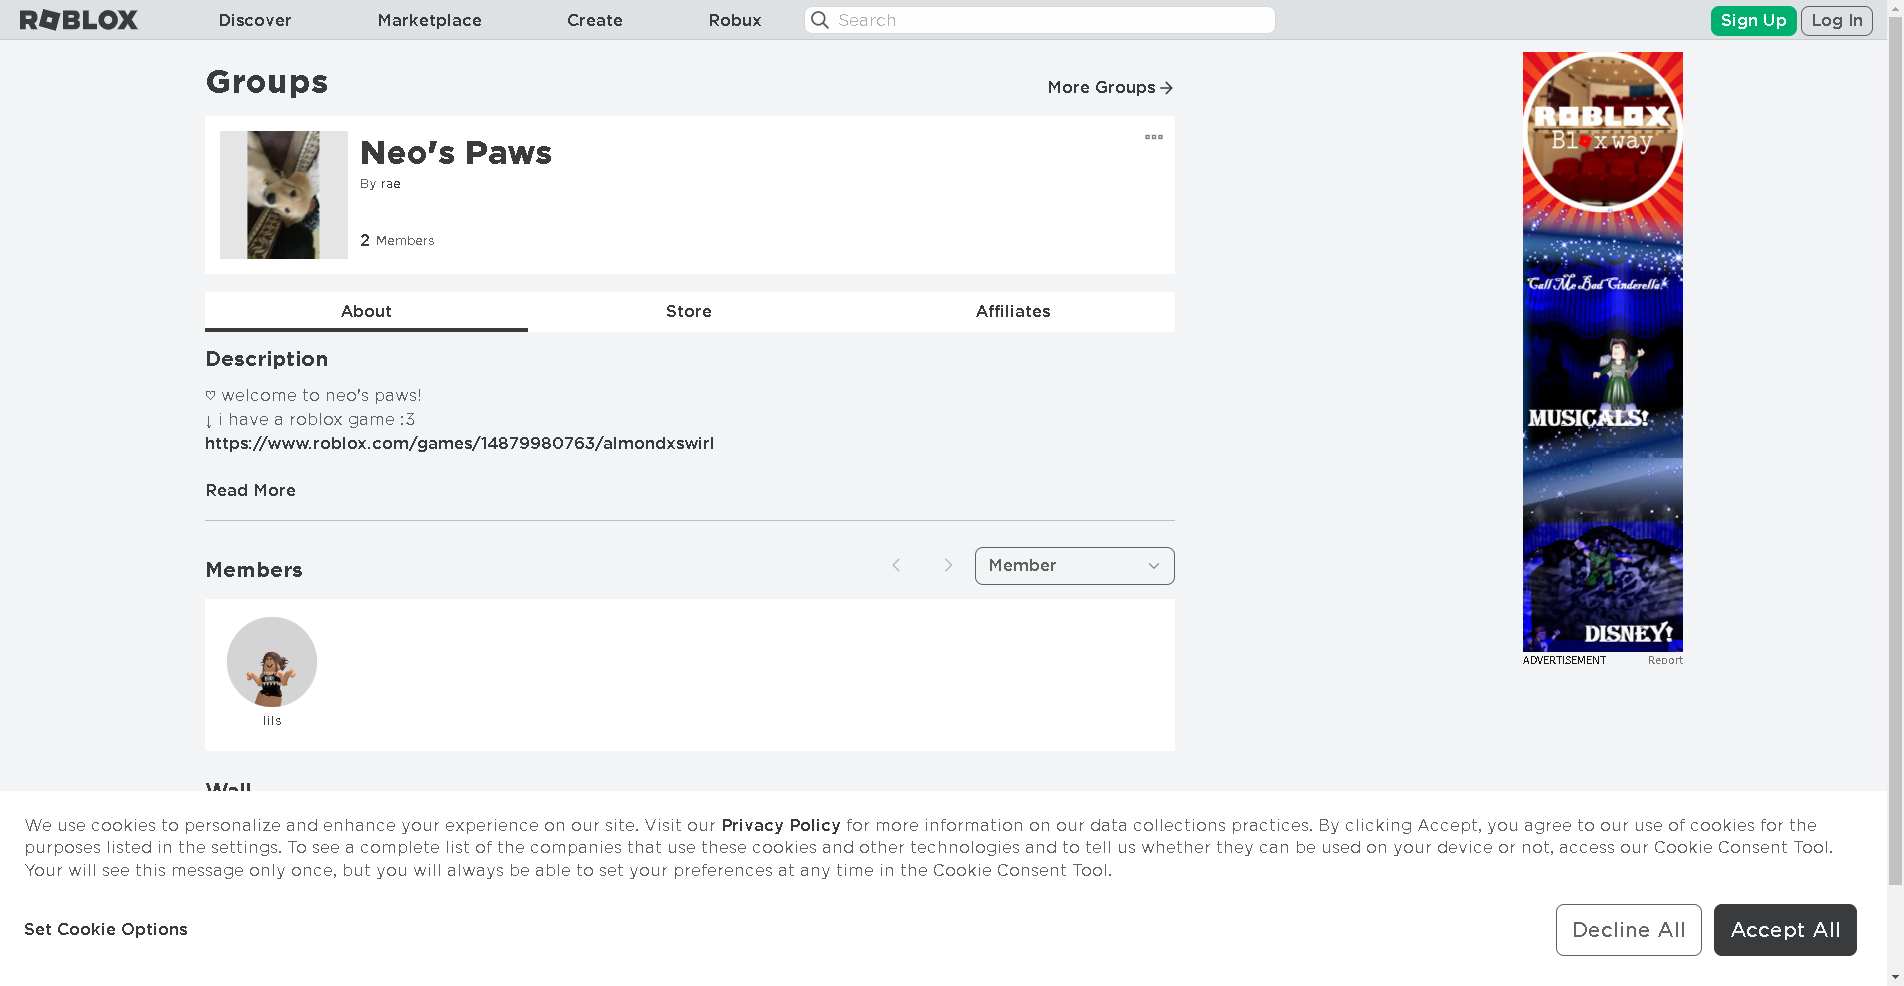 ROBLOX
Discover
Marketplace
Create
Robux
Search
Sign Up
Log In
Groups
More Groups
Neo's Paws
By rae
2 Members
About
Store
Affiliates
Description
♡ welcome to neo's paws!
↓ i have a roblox game :3
https://www.roblox.com/games/14879980763/almondxswirl
Read More
Members
Member
lils
Wall
ROBLOX
Bloxway
Call Me Bad Cinderella!
MUSICALS!
DISNEY!
ADVERTISEMENT
Report
We use cookies to personalize and enhance your experience on our site. Visit our Privacy Policy for more information on our data collections practices. By clicking Accept, you agree to our use of cookies for the
purposes listed in the settings. To see a complete list of the companies that use these cookies and other technologies and to tell us whether they can be used on your device or not, access our Cookie Consent Tool.
Your will see this message only once, but you will always be able to set your preferences at any time in the Cookie Consent Tool.
Set Cookie Options
Decline All
Accept All